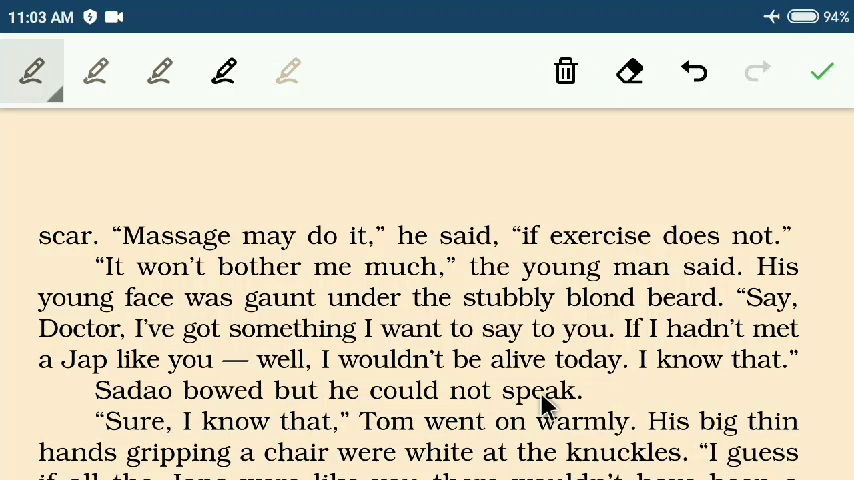 11:03 AM 94%
scar. “Massage may do it,” he said, “if exercise does not.”
“It won’t bother me much,” the young man said. His
young face was gaunt under the stubbly blond beard. “Say,
Doctor, I’ve got something I want to say to you. If I hadn’t met
a Jap like you — well, I wouldn’t be alive today. I know that.”
Sadao bowed but he could not speak.
“Sure, I know that,” Tom went on warmly. His big thin
hands gripping a chair were white at the knuckles. “I guess